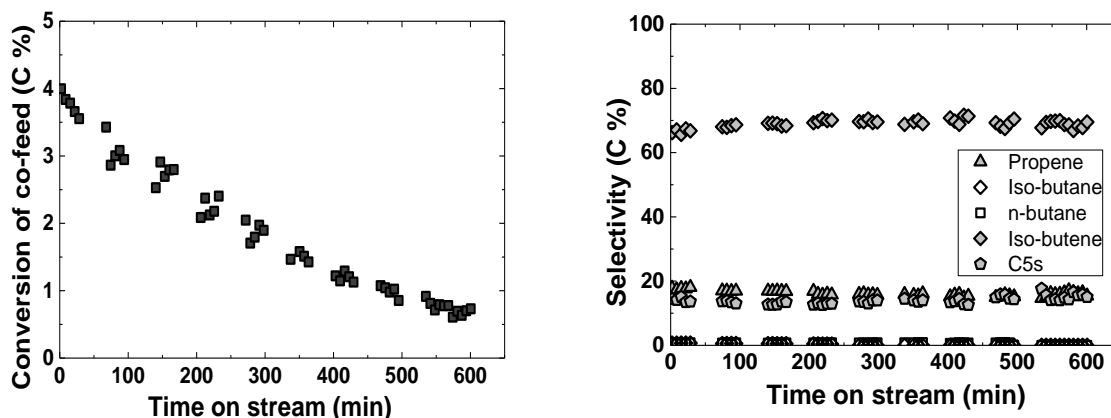 Conversion of co-feed (C %)
5
4
3
2
1
0
0 100 200 300 400 500 600
Time on stream (min)
Selectivity (C %)
100
80
60
40
20
0
Propene
Iso-butane
n-butane
Iso-butene
C5s
0 100 200 300 400 500 600
Time on stream (min)